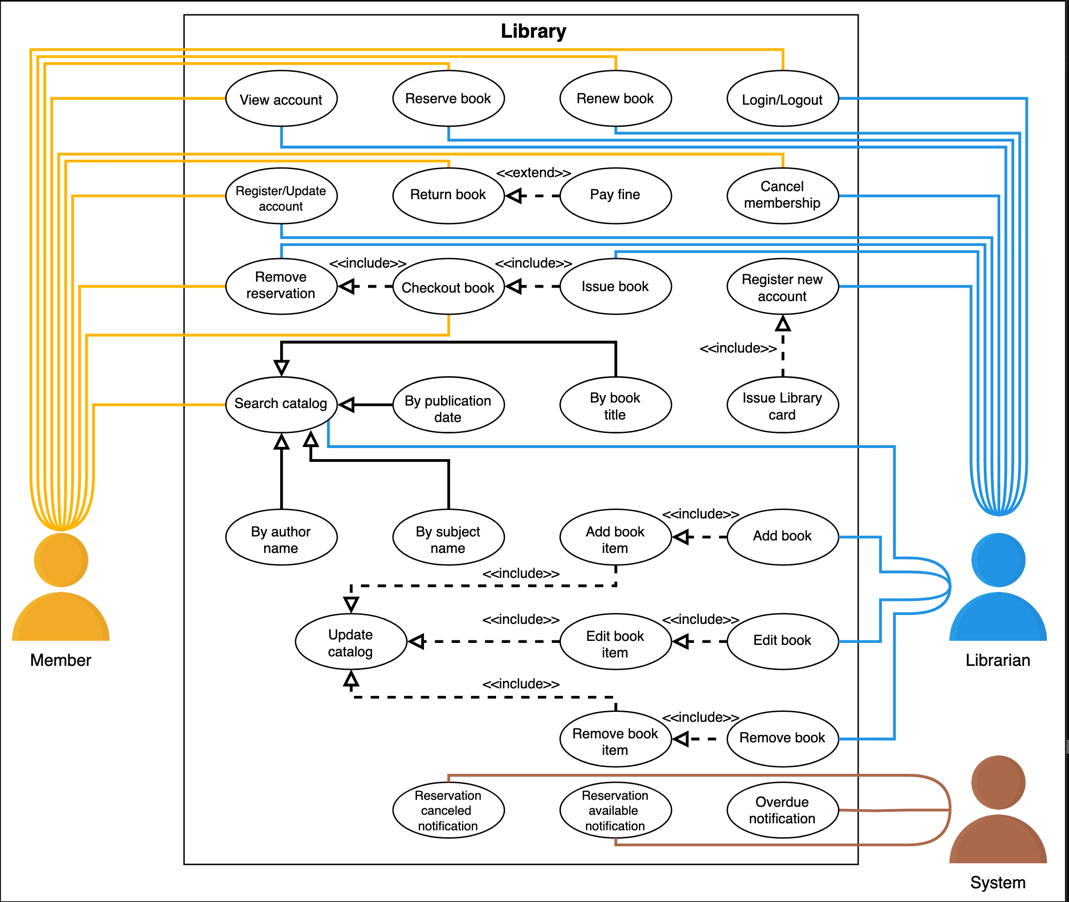 Library
View account
Reserve book
Renew book
Login/Logout
<<extend>>
Register/Update
account
Return book
Pay fine
Cancel
membership
<<include>>
<<include>>
Remove
reservation
Checkout book
Issue book
Register new
account
<<include>>
Search catalog
By publication
date
By book
title
Issue Library
card
By author
name
By subject
name
Add book
item
<<include>>
Add book
<<include>>
Update
catalog
<<include>>
Edit book
item
<<include>>
Edit book
Member
Librarian
<<include>>
Remove book
item
<<include>>
Remove book
Reservation
canceled
notification
Reservation
available
notification
Overdue
notification
System